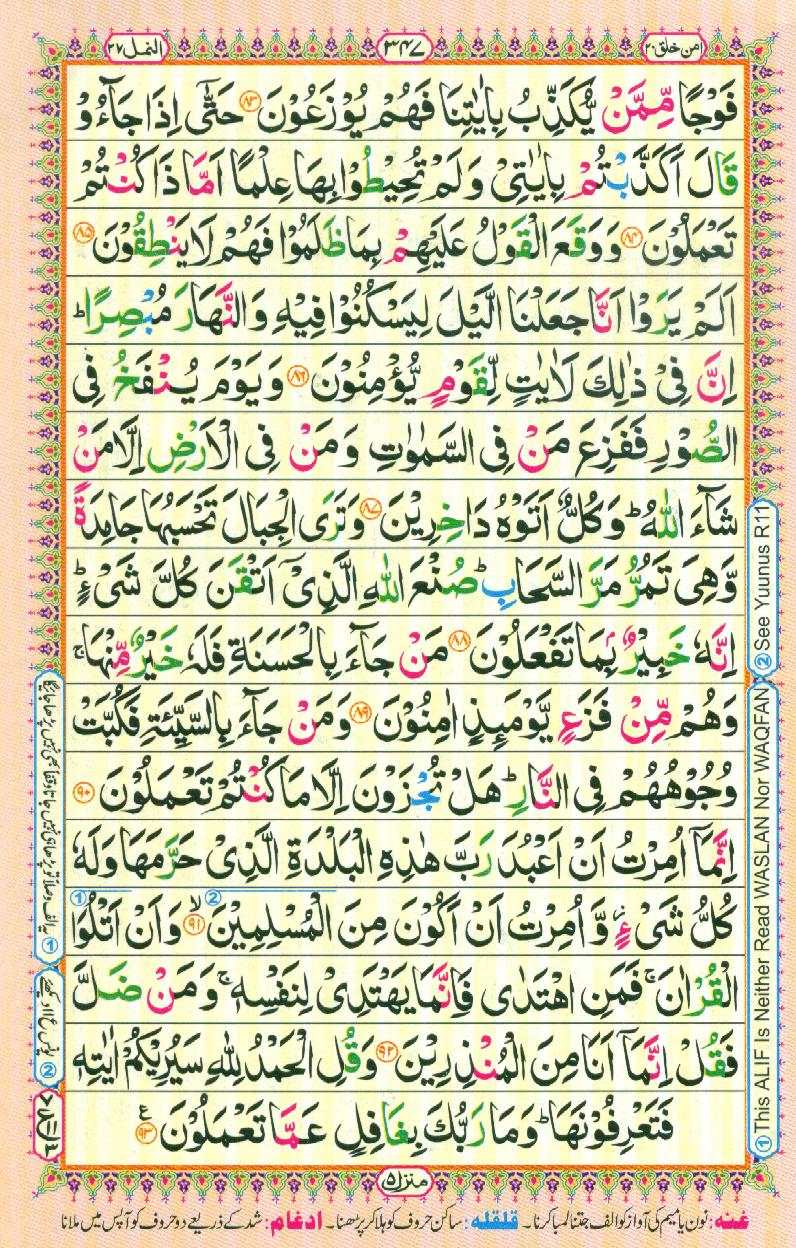 امن خلق ۲۰
۳۴۷
النمل ۲۷
فَوْجًا مِّمَّنْ يُّكَذِّبُ بِاٰيٰتِنَا فَهُمْ يُوْزَعُوْنَ ۸۳ حَتّٰۤى اِذَا جَآءُوْ
قَالَ اَكَذَّبْتُمْ بِاٰيٰتِىْ وَلَمْ تُحِيْطُوْا بِهَا عِلْمًا اَمَّا ذَا كُنْتُمْ
تَعْمَلُوْنَ ۸۴ وَوَقَعَ الْقَوْلُ عَلَيْهِمْ بِمَا ظَلَمُوْا فَهُمْ لَا يَنْطِقُوْنَ ۸۵
اَلَمْ يَرَوْا اَنَّا جَعَلْنَا الَّيْلَ لِيَسْكُنُوْا فِيْهِ وَالنَّهَارَ مُبْصِرًاؕ
اِنَّ فِىْ ذٰلِكَ لَاٰيٰتٍ لِّقَوْمٍ يُّؤْمِنُوْنَ ۸۶ وَيَوْمَ يُنْفَخُ فِى
الصُّوْرِ فَفَزِعَ مَنْ فِى السَّمٰوٰتِ وَمَنْ فِى الْاَرْضِ اِلَّا مَنْ
شَآءَ اللّٰهُؕ وَكُلٌّ اَتَوْهُ دَاخِرِيْنَ ۸۷ وَتَرَى الْجِبَالَ تَحْسَبُهَا جَامِدَةً
وَّهِىَ تَمُرُّ مَرَّ السَّحَابِؕ صُنْعَ اللّٰهِ الَّذِىْۤ اَتْقَنَ كُلَّ شَىْءٍؕ
اِنَّهٗ خَبِيْرٌۢ بِمَا تَفْعَلُوْنَ ۸۸ مَنْ جَآءَ بِالْحَسَنَةِ فَلَهٗ خَيْرٌ مِّنْهَاۚ
وَهُمْ مِّنْ فَزَعٍ يَّوْمَئِذٍ اٰمِنُوْنَ ۸۹ وَمَنْ جَآءَ بِالسَّيِّئَةِ فَكُبَّتْ
وُجُوْهُهُمْ فِى النَّارِؕ هَلْ تُجْزَوْنَ اِلَّا مَا كُنْتُمْ تَعْمَلُوْنَ ۹۰
اِنَّمَاۤ اُمِرْتُ اَنْ اَعْبُدَ رَبَّ هٰذِهِ الْبَلْدَةِ الَّذِىْ حَرَّمَهَا وَلَهٗ
كُلُّ شَىْءٍ وَّاُمِرْتُ اَنْ اَكُوْنَ مِنَ الْمُسْلِمِيْنَ ۙ ۹۱ وَاَنْ اَتْلُوَا
الْقُرْاٰنَۚ فَمَنِ اهْتَدٰى فَاِنَّمَا يَهْتَدِىْ لِنَفْسِهٖۚ وَمَنْ ضَلَّ
فَقُلْ اِنَّمَاۤ اَنَا مِنَ الْمُنْذِرِيْنَ ۹۲ وَقُلِ الْحَمْدُ لِلّٰهِ سَيُرِيْكُمْ اٰيٰتِهٖ
فَتَعْرِفُوْنَهَاؕ وَمَا رَبُّكَ بِغَافِلٍ عَمَّا تَعْمَلُوْنَ ۹۳ ع
① This ALIF Is Neither Read WASLAN Nor WAQFAN ② See Yuunus R11
منزل ۵
غنه: نون یا میم کی آواز کو الف جتنا لمبا کرنا۔ قلقله: ساکن حروف کو ہلا کر پڑھنا۔ ادغام: شد کے ذریعے دو حروف کو آپس میں ملانا